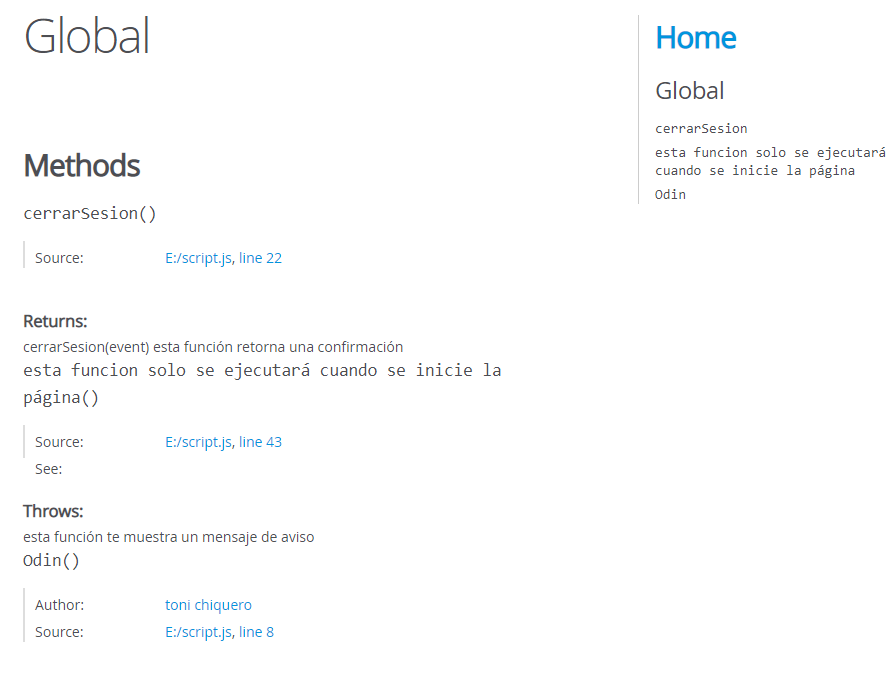 Global
Methods
cerrarSesion()
Source: E:/script.js, line 22
Returns:
cerrarSesion(event) esta función retorna una confirmación
esta funcion solo se ejecutará cuando se inicie la
página()
Source: E:/script.js, line 43
See:
Throws:
esta función te muestra un mensaje de aviso
Odin()
Author: toni chiquero
Source: E:/script.js, line 8
Home
Global
cerrarSesion
esta funcion solo se ejecutará
cuando se inicie la página
Odin